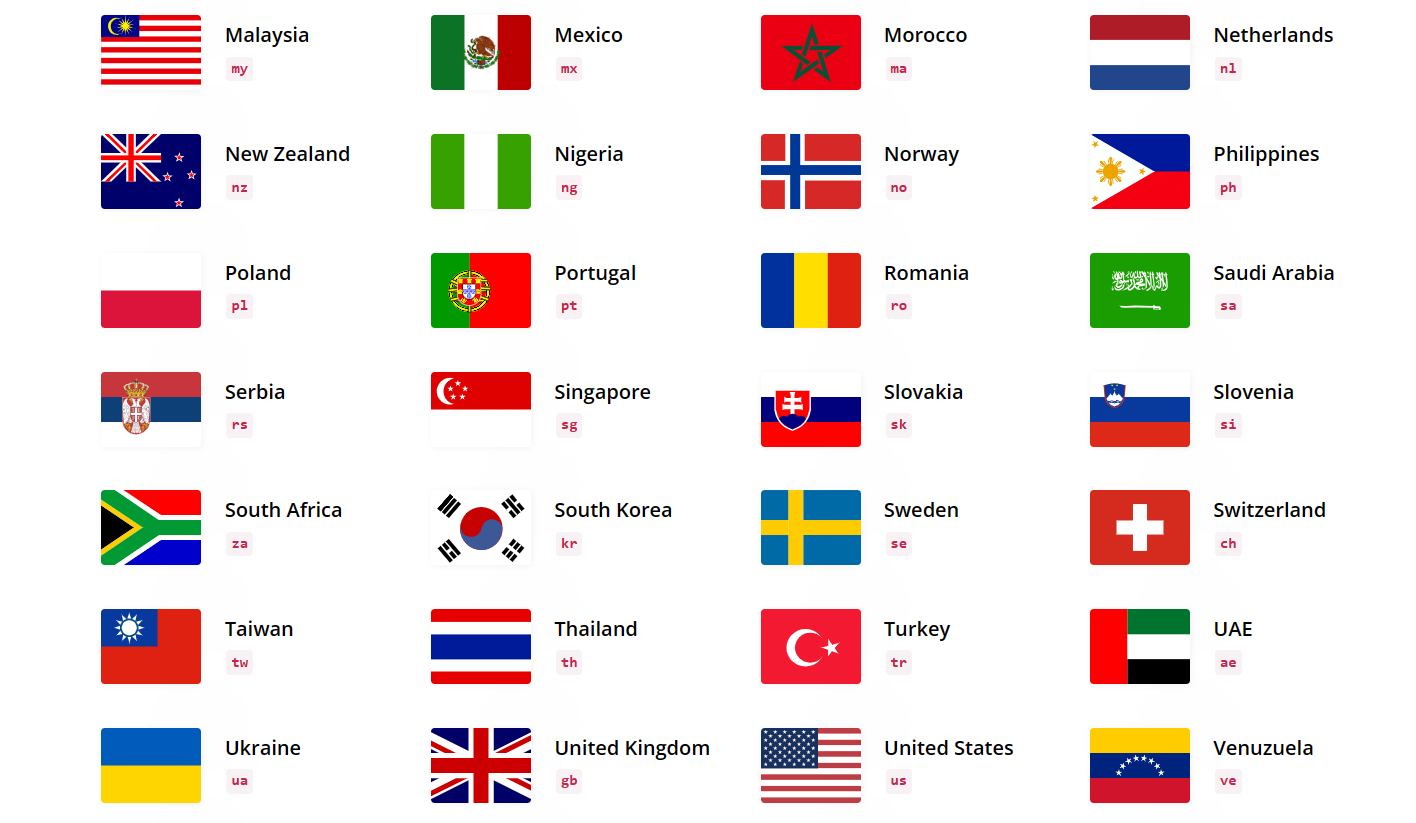 Malaysia
my
Mexico
mx
Morocco
ma
Netherlands
nl
New Zealand
nz
Nigeria
ng
Norway
no
Philippines
ph
Poland
pl
Portugal
pt
Romania
ro
Saudi Arabia
sa
Serbia
rs
Singapore
sg
Slovakia
sk
Slovenia
si
South Africa
za
South Korea
kr
Sweden
se
Switzerland
ch
Taiwan
tw
Thailand
th
Turkey
tr
UAE
ae
Ukraine
ua
United Kingdom
gb
United States
us
Venuzuela
ve